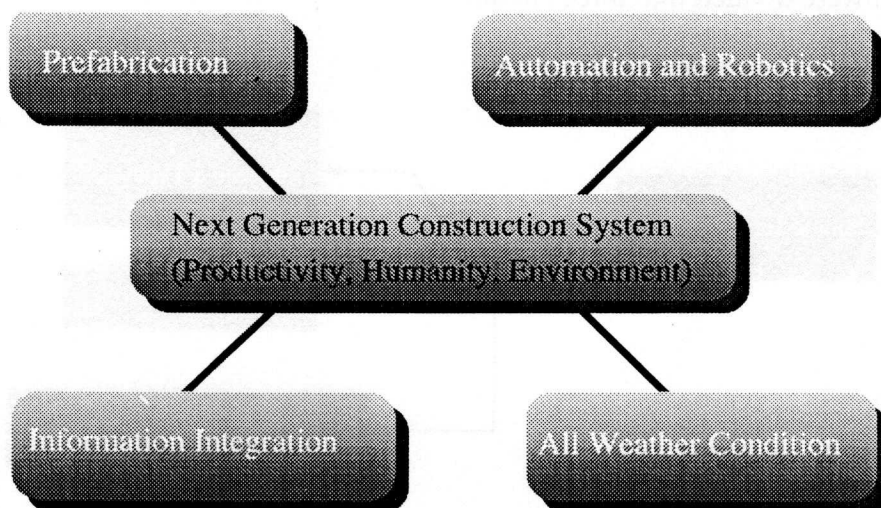 Prefabrication
Automation and Robotics
Next Generation Construction System
(Productivity, Humanity, Environment)
Information Integration
All Weather Condition